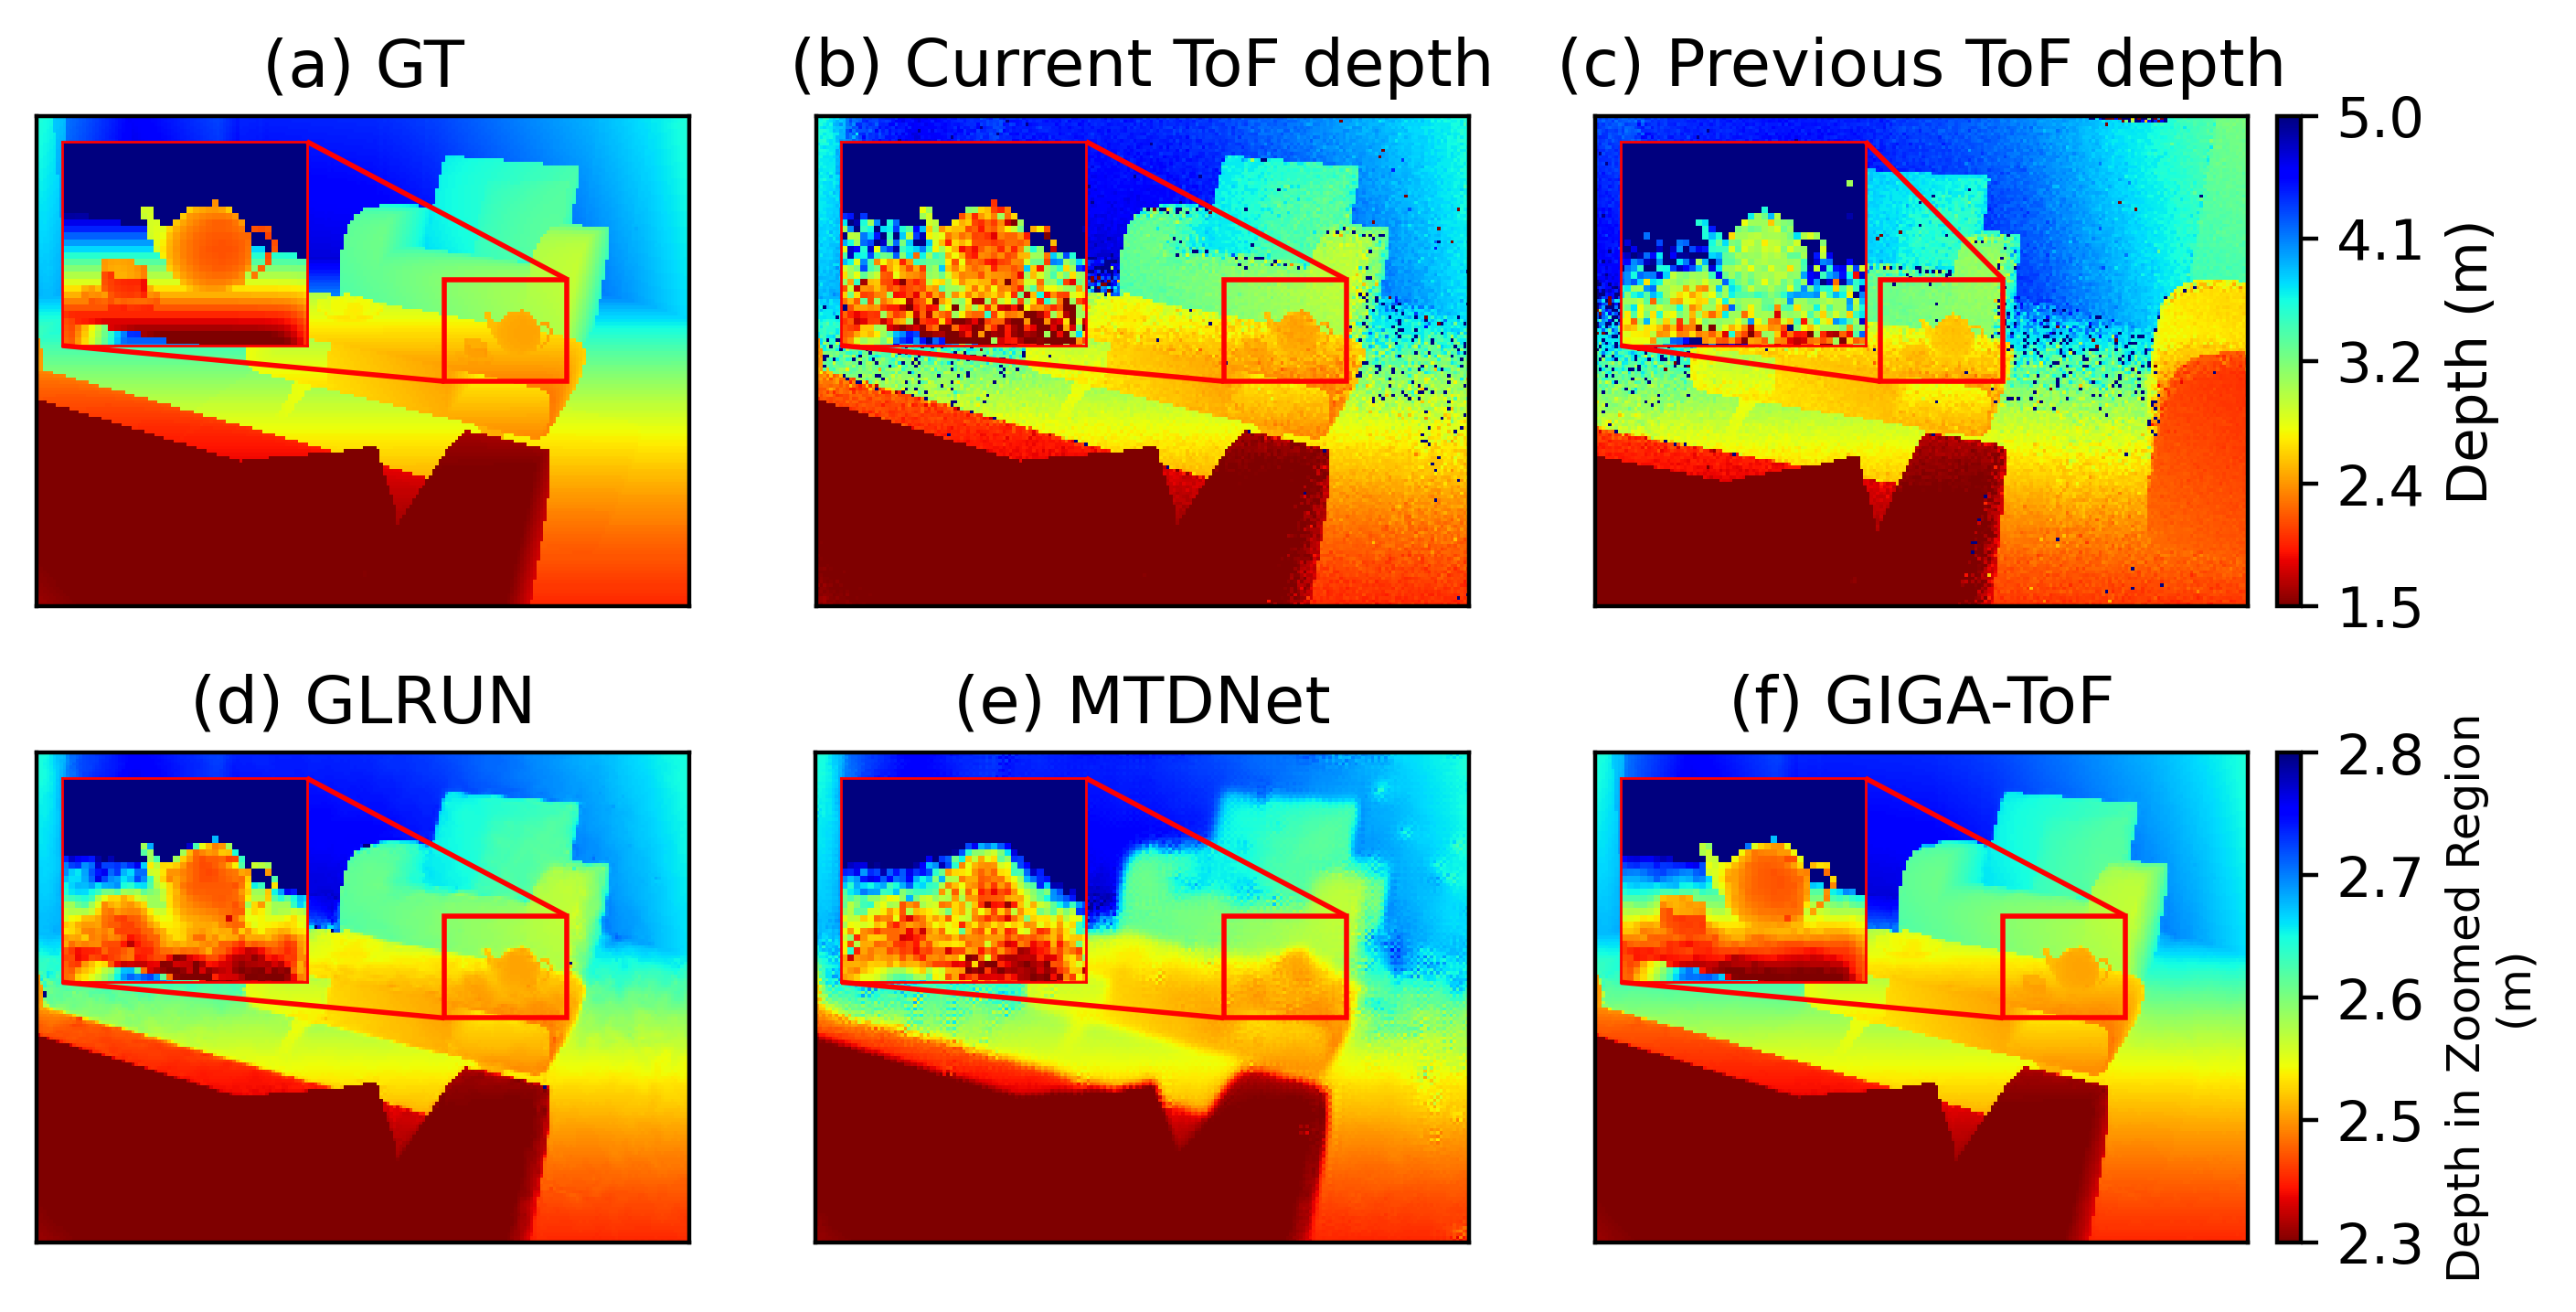 (a) GT
(b) Current ToF depth
(c) Previous ToF depth
5.0
4.1
3.2
2.4
1.5
Depth (m)
(d) GLRUN
(e) MTDNet
(f) GIGA-ToF
2.8
2.7
2.6
2.5
2.3
Depth in Zoomed Region
(m)